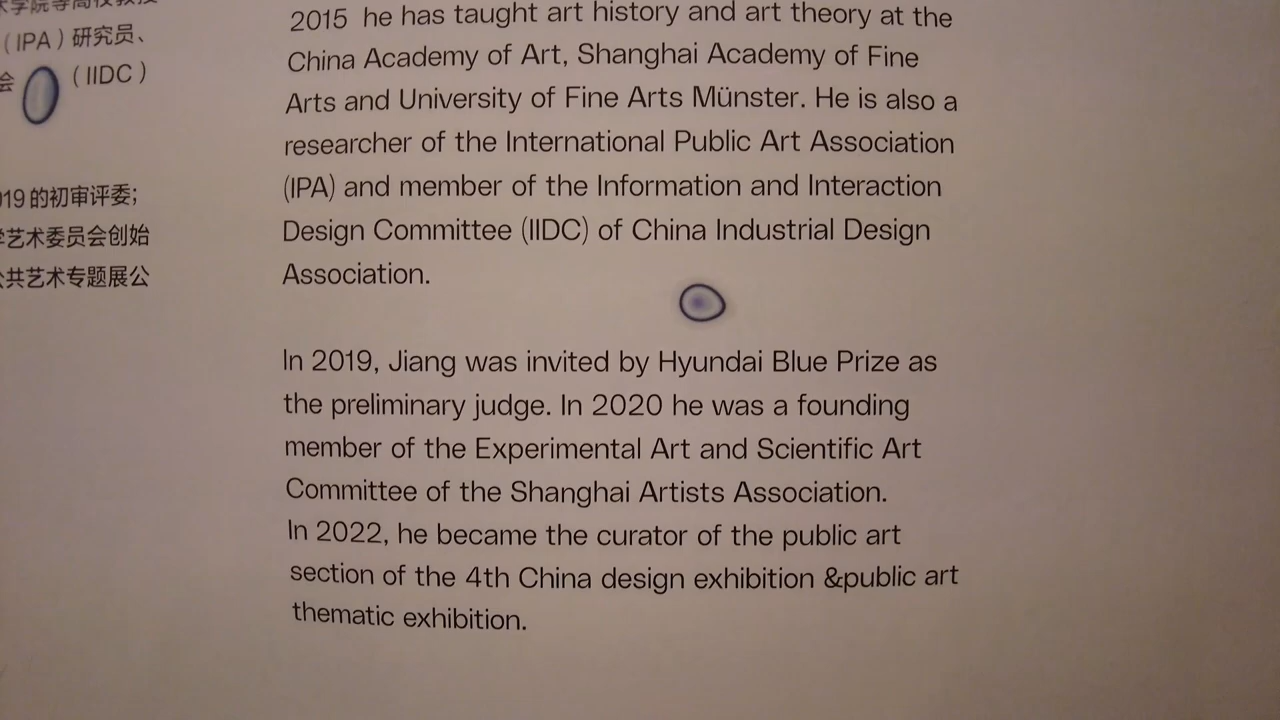 学院等高校教授
（IPA）研究员、
会（IIDC）
019的初审评委;
学艺术委员会创始
公共艺术专题展公
2015 he has taught art history and art theory at the
China Academy of Art, Shanghai Academy of Fine
Arts and University of Fine Arts Münster. He is also a
researcher of the International Public Art Association
(IPA) and member of the Information and Interaction
Design Committee (IIDC) of China Industrial Design
Association.
In 2019, Jiang was invited by Hyundai Blue Prize as
the preliminary judge. In 2020 he was a founding
member of the Experimental Art and Scientific Art
Committee of the Shanghai Artists Association.
In 2022, he became the curator of the public art
section of the 4th China design exhibition &public art
thematic exhibition.